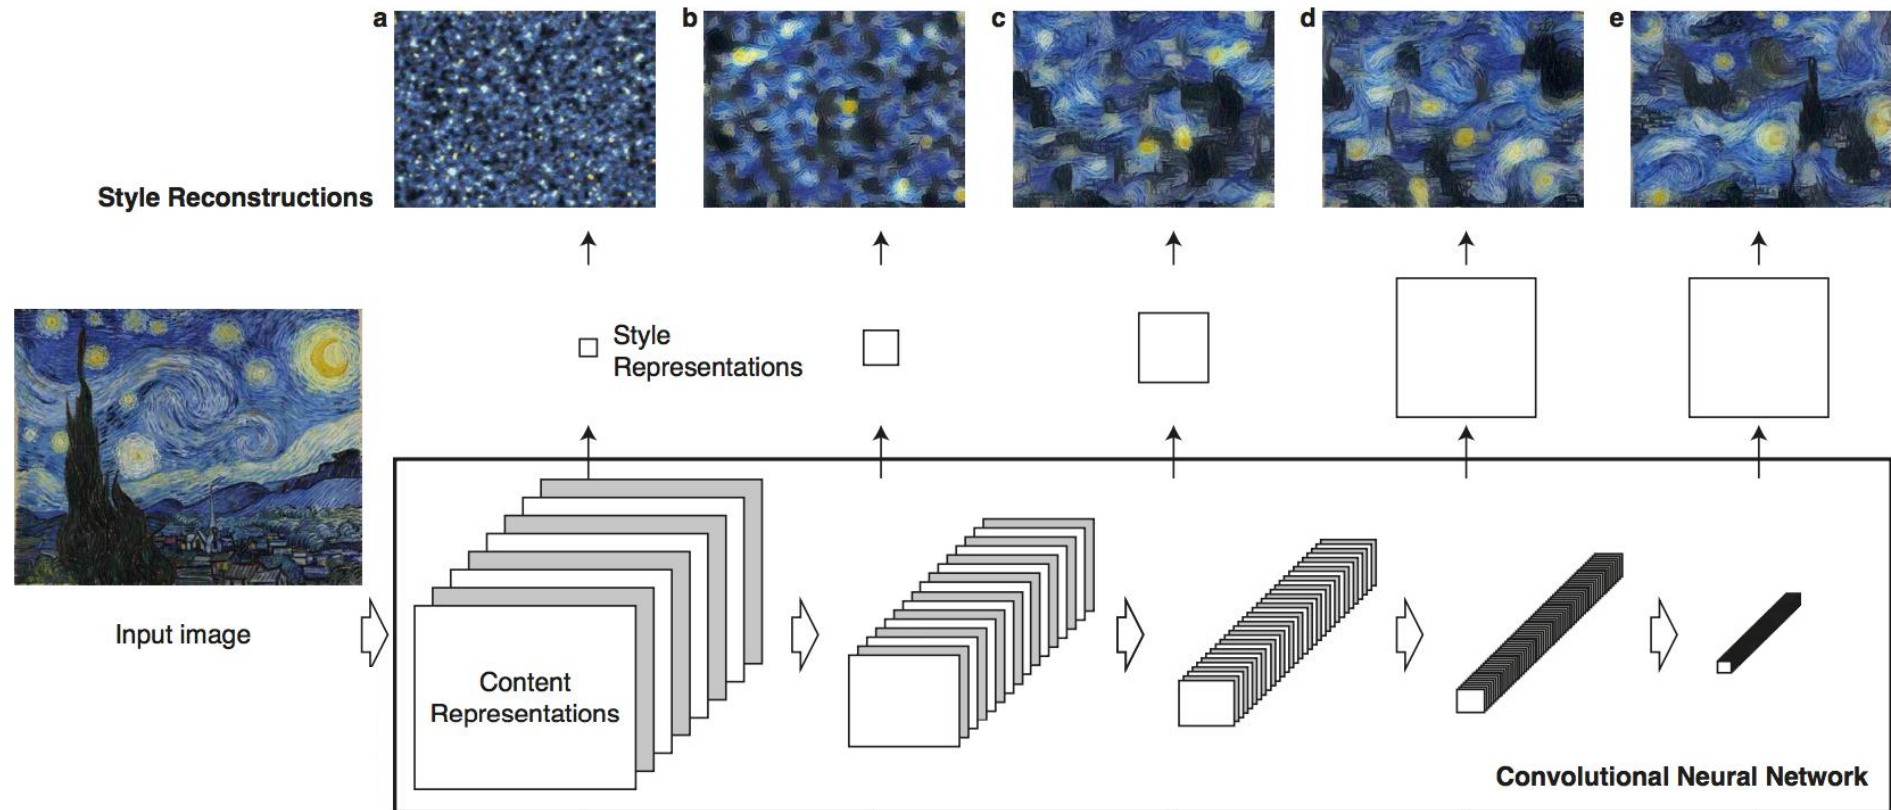 a
b
c
d
e
Style Reconstructions
Style
Representations
Input image
Content
Representations
Convolutional Neural Network